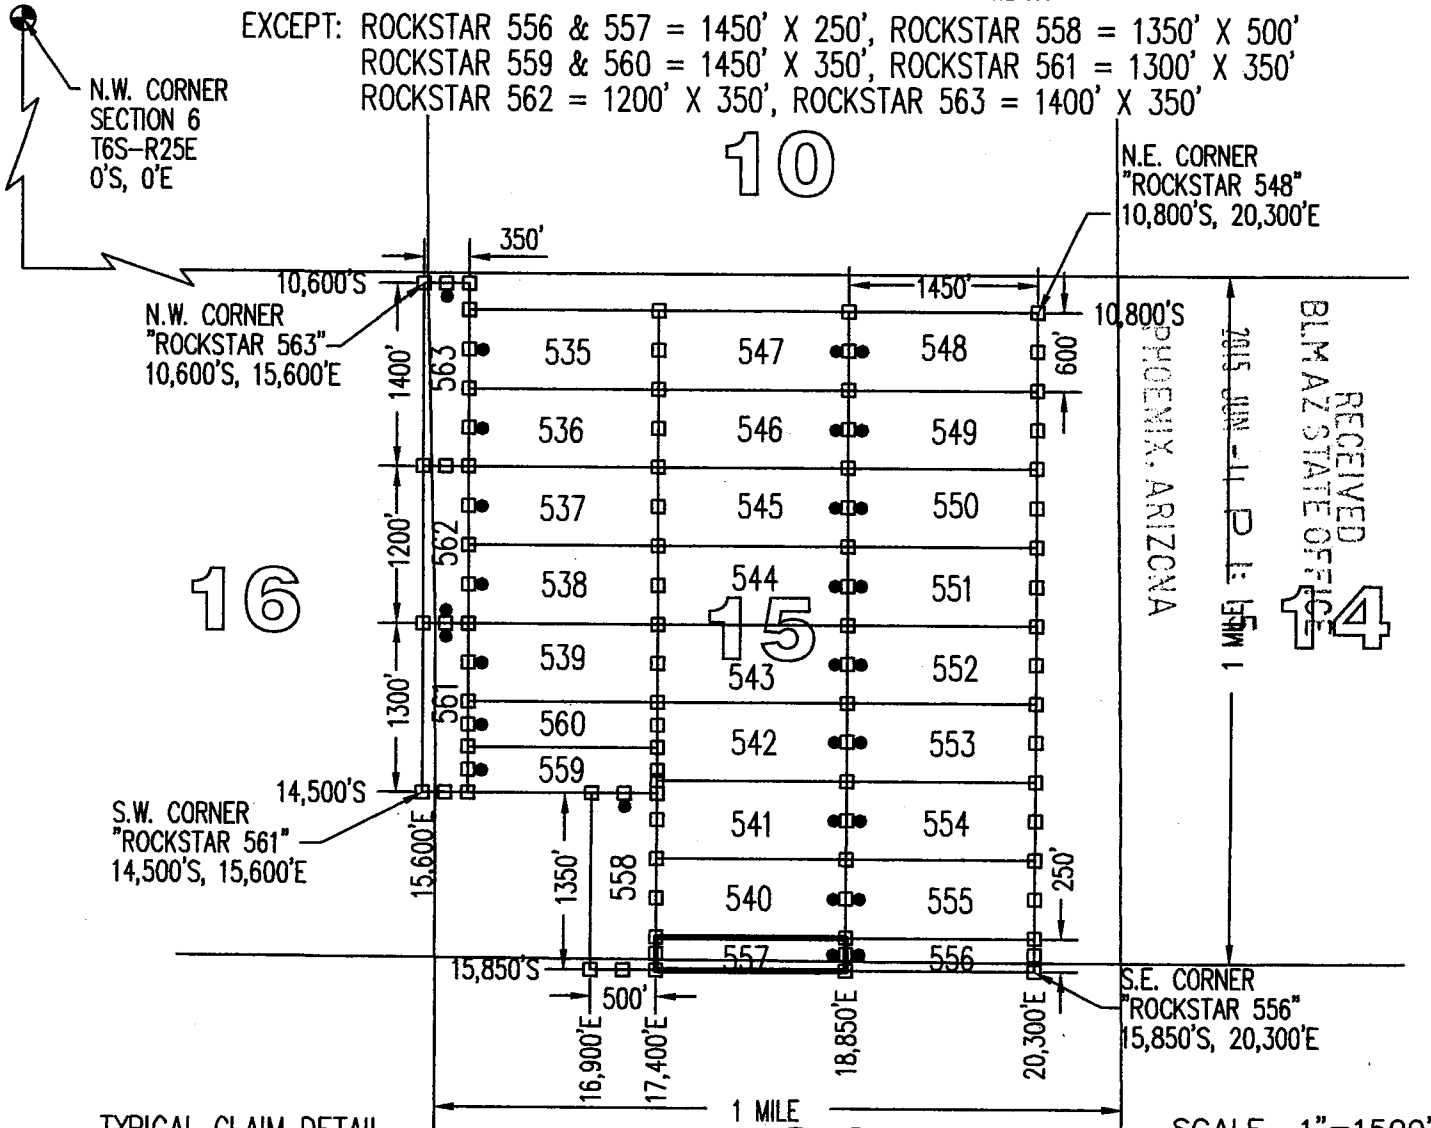 EXCEPT: ROCKSTAR 556 & 557 = 1450' X 250', ROCKSTAR 558 = 1350' X 500'
ROCKSTAR 559 & 560 = 1450' X 350', ROCKSTAR 561 = 1300' X 350'
ROCKSTAR 562 = 1200' X 350', ROCKSTAR 563 = 1400' X 350'
N.W. CORNER
SECTION 6
T6S-R25E
0'S, 0'E
10
N.E. CORNER
"ROCKSTAR 548"
10,800'S, 20,300'E
350'
10,600'S
1450'
10,800'S
N.W. CORNER
"ROCKSTAR 563"
10,600'S, 15,600'E
1400'
563
535
547
548
600'
536
546
549
1200'
562
537
545
550
538
544
551
16
15
14
1300'
561
539
543
552
560
542
553
559
14,500'S
S.W. CORNER
"ROCKSTAR 561"
14,500'S, 15,600'E
15,600'E
1350'
558
541
554
540
555
250'
557
556
15,850'S
500'
16,900'E
17,400'E
18,850'E
20,300'E
S.E. CORNER
"ROCKSTAR 556"
15,850'S, 20,300'E
1 MILE
1 MILE
RECEIVED
BLM AZ STATE OFFICE
2015 JUN
PHOENIX, ARIZONA
TYPICAL CLAIM DETAIL
SCALE 1"=1500'